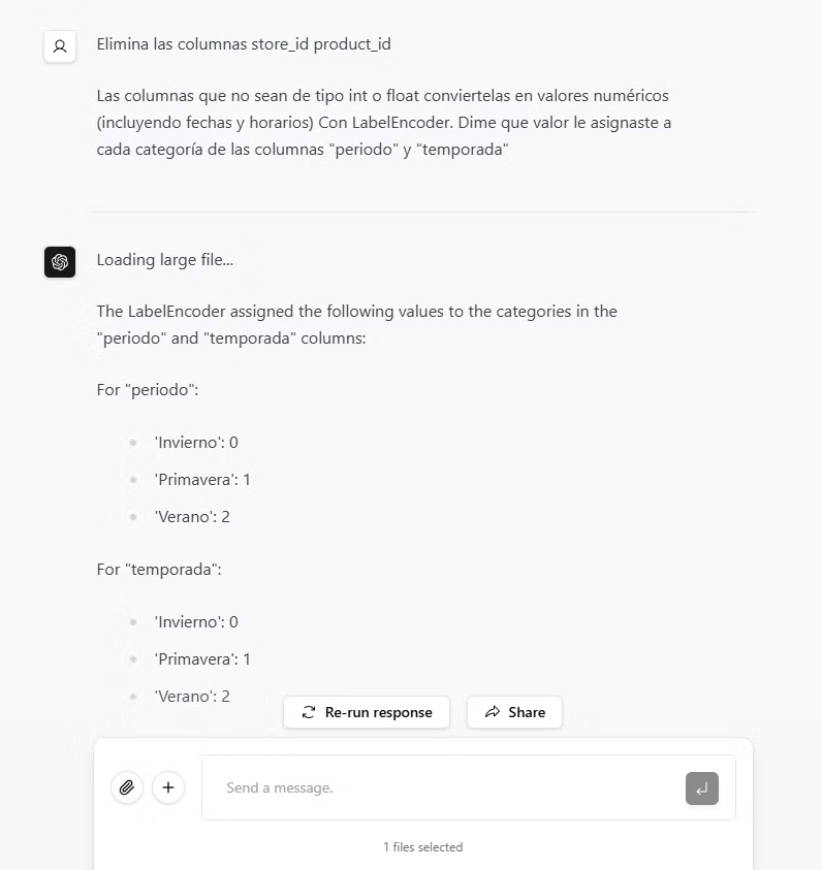 Elimina las columnas store_id product_id
Las columnas que no sean de tipo int o float conviertelas en valores numéricos
(incluyendo fechas y horarios) Con LabelEncoder. Dime que valor le asignaste a
cada categoría de las columnas "periodo" y "temporada"
Loading large file...
The LabelEncoder assigned the following values to the categories in the
"periodo" and "temporada" columns:
For "periodo":
'Invierno': 0
'Primavera': 1
'Verano': 2
For "temporada":
'Invierno': 0
'Primavera': 1
'Verano': 2
Re-run response
Share
Send a message.
1 files selected